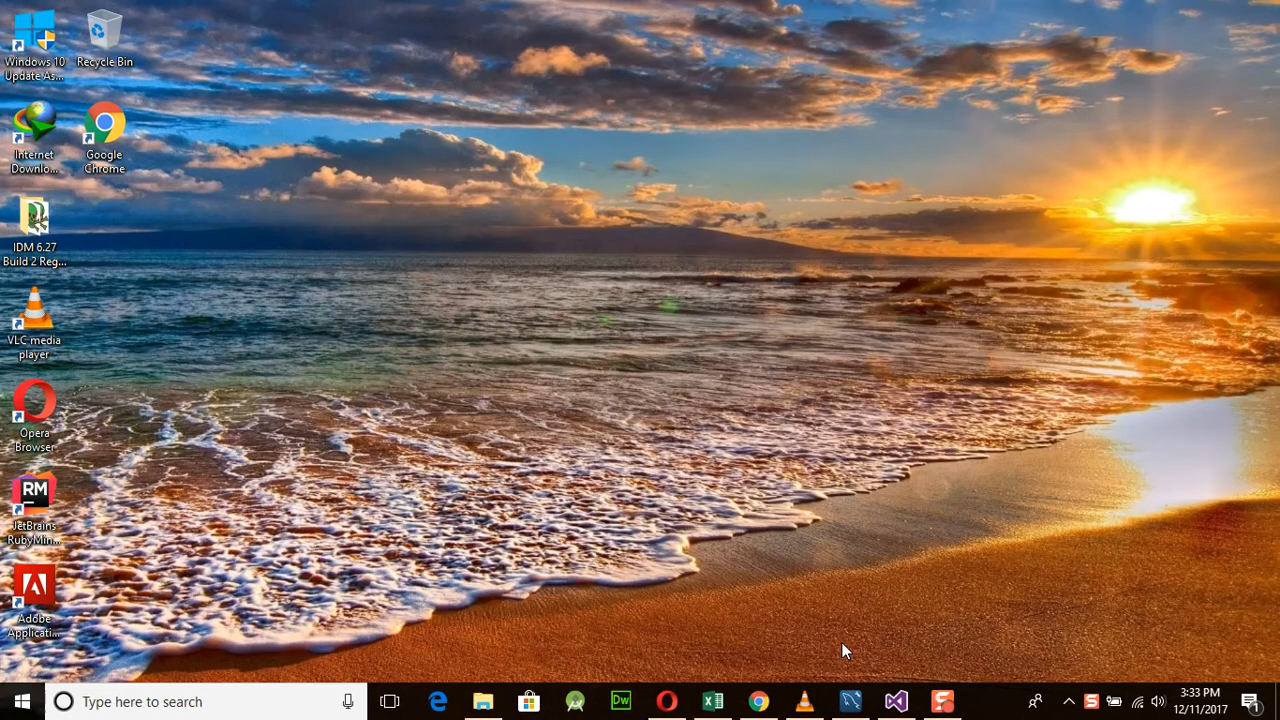 Windows 10
Update As...
Recycle Bin
Internet
Downlo...
Google
Chrome
IDM 6.27
Build 2 Reg...
VLC media
player
Opera
Browser
RM
JetBrains
RubyMin...
Adobe
Applicati...
Type here to search
Dw
3:33 PM
12/11/2017
1